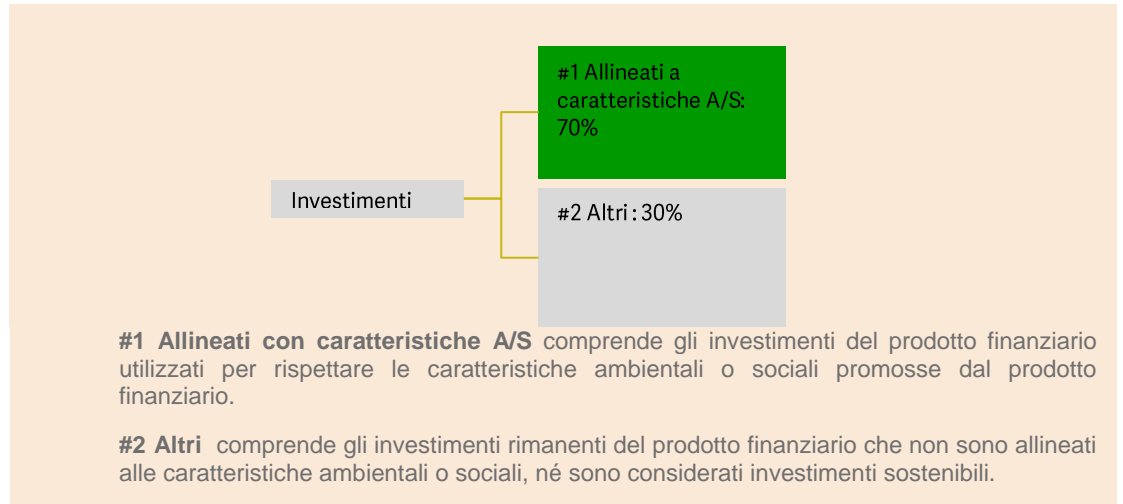 #1 Allineati a
caratteristiche A/S:
70%
Investimenti
#2 Altri : 30%
#1 Allineati con caratteristiche A/S comprende gli investimenti del prodotto finanziario
utilizzati per rispettare le caratteristiche ambientali o sociali promosse dal prodotto
finanziario.
#2 Altri comprende gli investimenti rimanenti del prodotto finanziario che non sono allineati
alle caratteristiche ambientali o sociali, né sono considerati investimenti sostenibili.